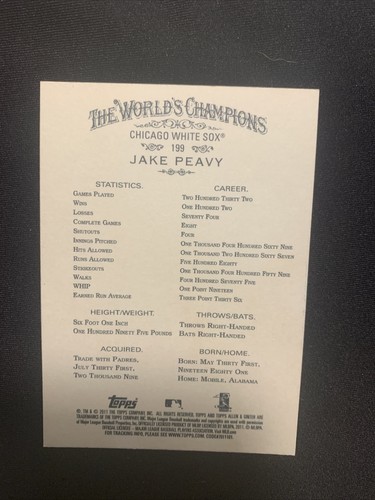 THE WORLD'S CHAMPIONS
CHICAGO WHITE SOX®
199
JAKE PEAVY
STATISTICS. CAREER.
GAMES PLAYED TWO HUNDRED THIRTY TWO
WINS ONE HUNDRED TWO
LOSSES SEVENTY FOUR
COMPLETE GAMES EIGHT
SHUTOUTS FOUR
INNINGS PITCHED ONE THOUSAND FOUR HUNDRED SIXTY NINE
HITS ALLOWED ONE THOUSAND TWO HUNDRED SIXTY SEVEN
RUNS ALLOWED FIVE HUNDRED EIGHTY
STRIKEOUTS ONE THOUSAND FOUR HUNDRED FIFTY NINE
WALKS FOUR HUNDRED SEVENTY FIVE
WHIP ONE POINT NINETEEN
EARNED RUN AVERAGE THREE POINT THIRTY SIX
HEIGHT/WEIGHT. THROWS/BATS.
SIX FOOT ONE INCH THROWS RIGHT-HANDED
ONE HUNDRED NINETY FIVE POUNDS BATS RIGHT-HANDED
ACQUIRED. BORN/HOME.
TRADE WITH PADRES, BORN: MAY THIRTY FIRST,
JULY THIRTY FIRST, NINETEEN EIGHTY ONE
TWO THOUSAND NINE HOME: MOBILE, ALABAMA
Topps